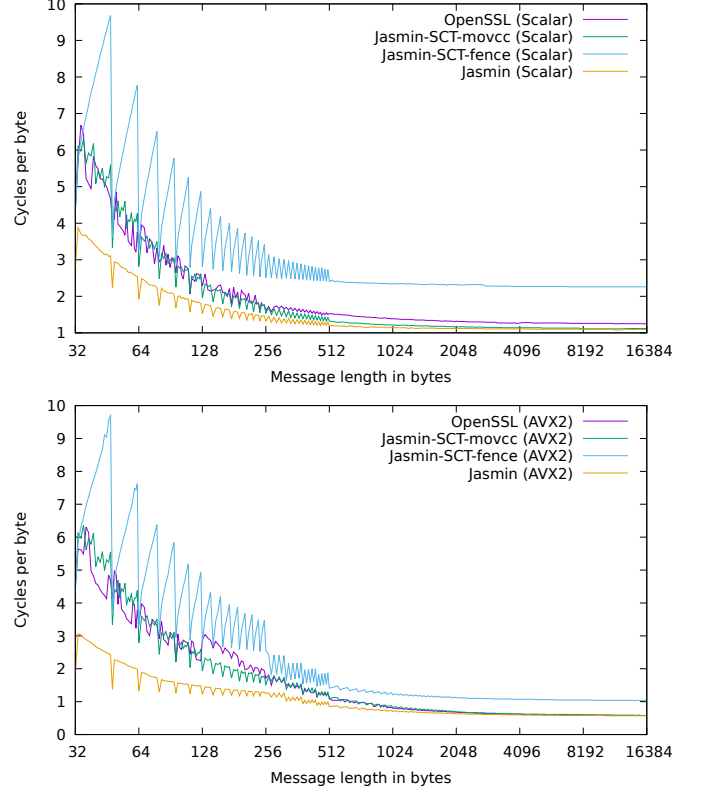 OpenSSL (Scalar)
Jasmin-SCT-movcc (Scalar)
Jasmin-SCT-fence (Scalar)
Jasmin (Scalar)
Cycles per byte
10
9
8
7
6
5
4
3
2
1
32 64 128 256 512 1024 2048 4096 8192 16384
Message length in bytes
OpenSSL (AVX2)
Jasmin-SCT-movcc (AVX2)
Jasmin-SCT-fence (AVX2)
Jasmin (AVX2)
Cycles per byte
10
9
8
7
6
5
4
3
2
1
0
32 64 128 256 512 1024 2048 4096 8192 16384
Message length in bytes